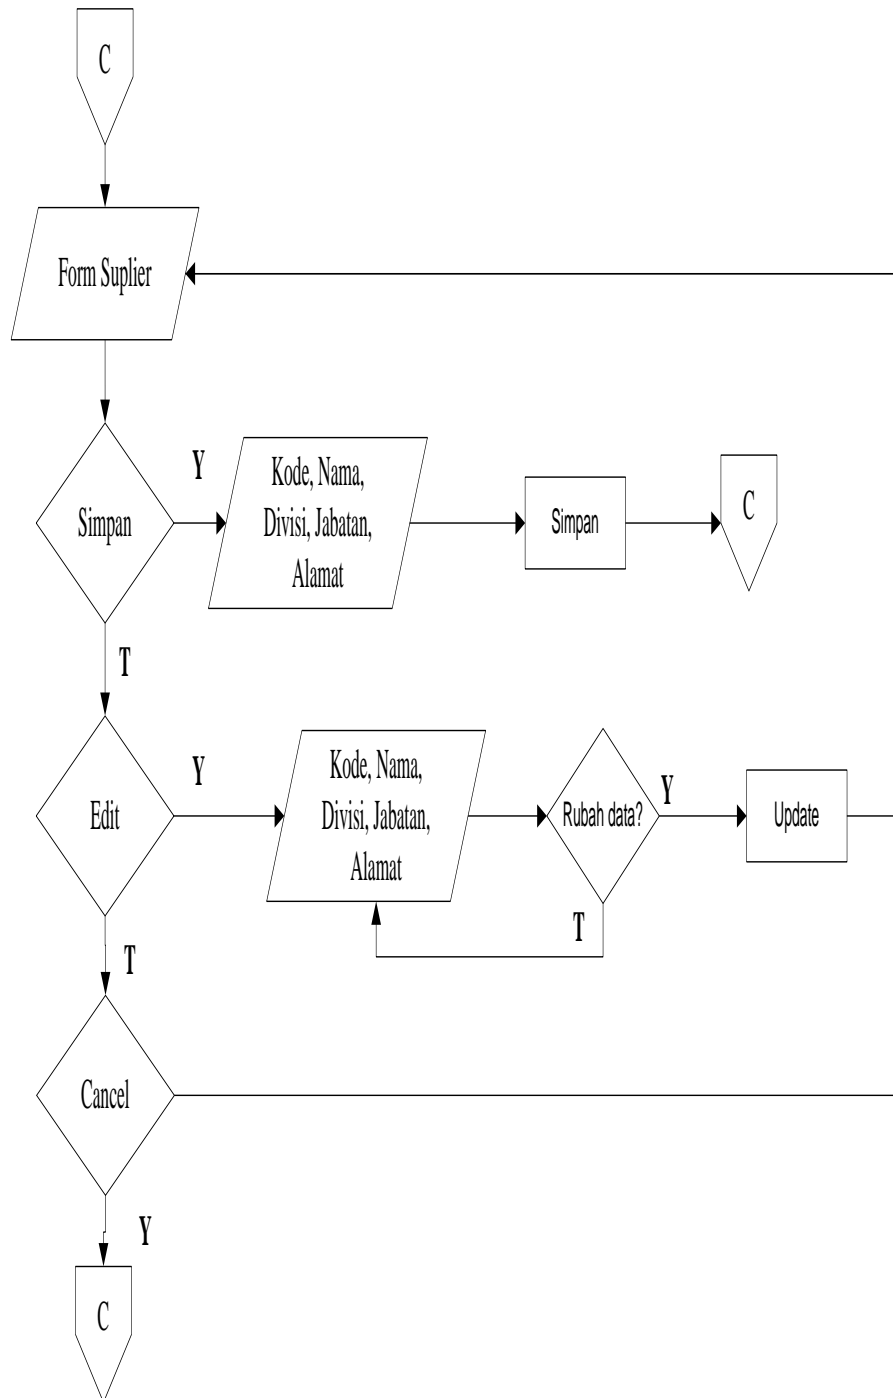 C
Form Suplier
Simpan
Y
Kode, Nama,
Divisi, Jabatan,
Alamat
Simpan
C
T
Edit
Y
Kode, Nama,
Divisi, Jabatan,
Alamat
Rubah data?
Y
Update
T
T
Cancel
Y
C